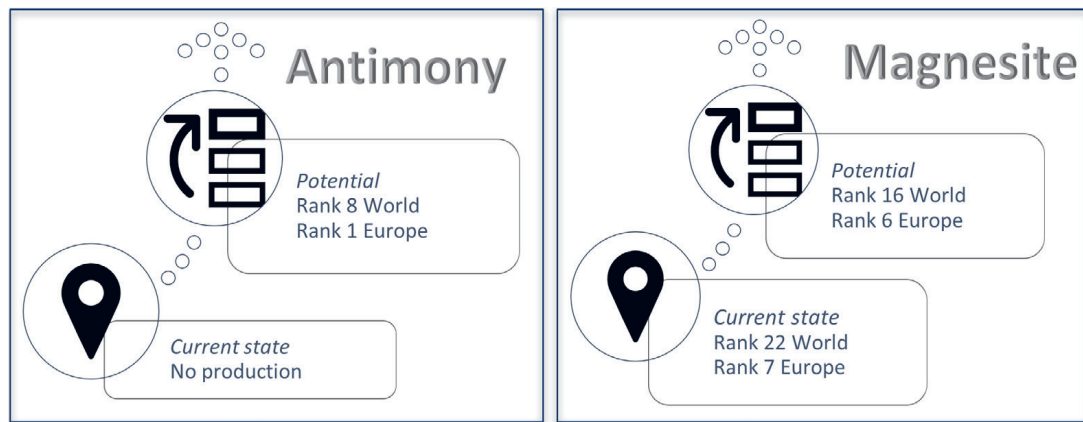 Antimony
Potential
Rank 8 World
Rank 1 Europe
Current state
No production
Magnesite
Potential
Rank 16 World
Rank 6 Europe
Current state
Rank 22 World
Rank 7 Europe